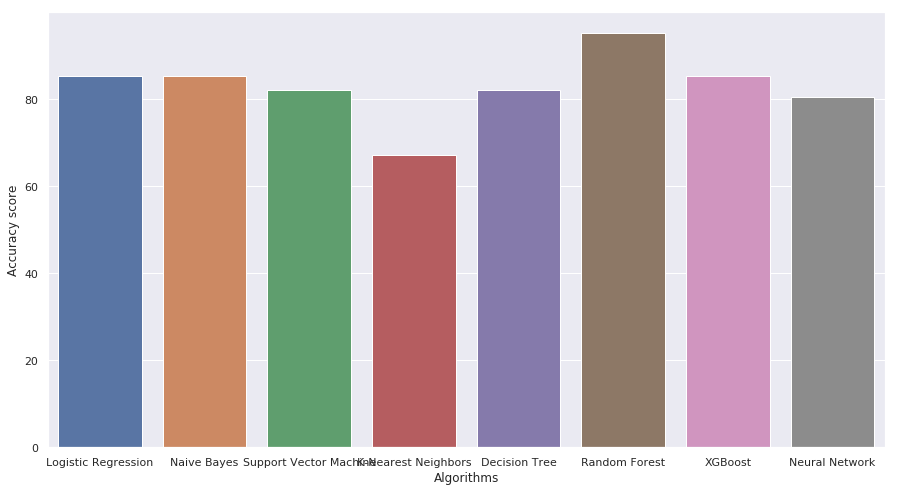 Accuracy score
80
60
40
20
0
Logistic Regression Naive Bayes Support Vector Machine K-Nearest Neighbors Decision Tree Random Forest XGBoost Neural Network
Algorithms